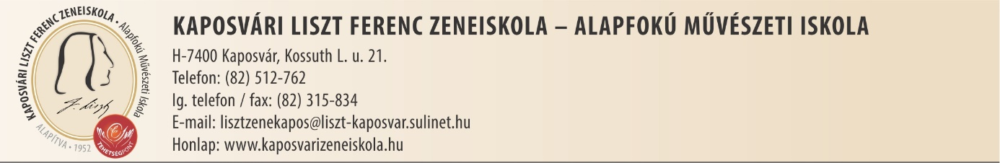 KAPOSVÁRI LISZT FERENC ZENEISKOLA • Alapfokú Művészeti Iskola
F. Liszt
ALAPÍTVA • 1952
TEHETSÉGPONT
KAPOSVÁRI LISZT FERENC ZENEISKOLA – ALAPFOKÚ MŰVÉSZETI ISKOLA
H-7400 Kaposvár, Kossuth L. u. 21.
Telefon: (82) 512-762
Ig. telefon / fax: (82) 315-834
E-mail: lisztzenekapos@liszt-kaposvar.sulinet.hu
Honlap: www.kaposvarizeneiskola.hu